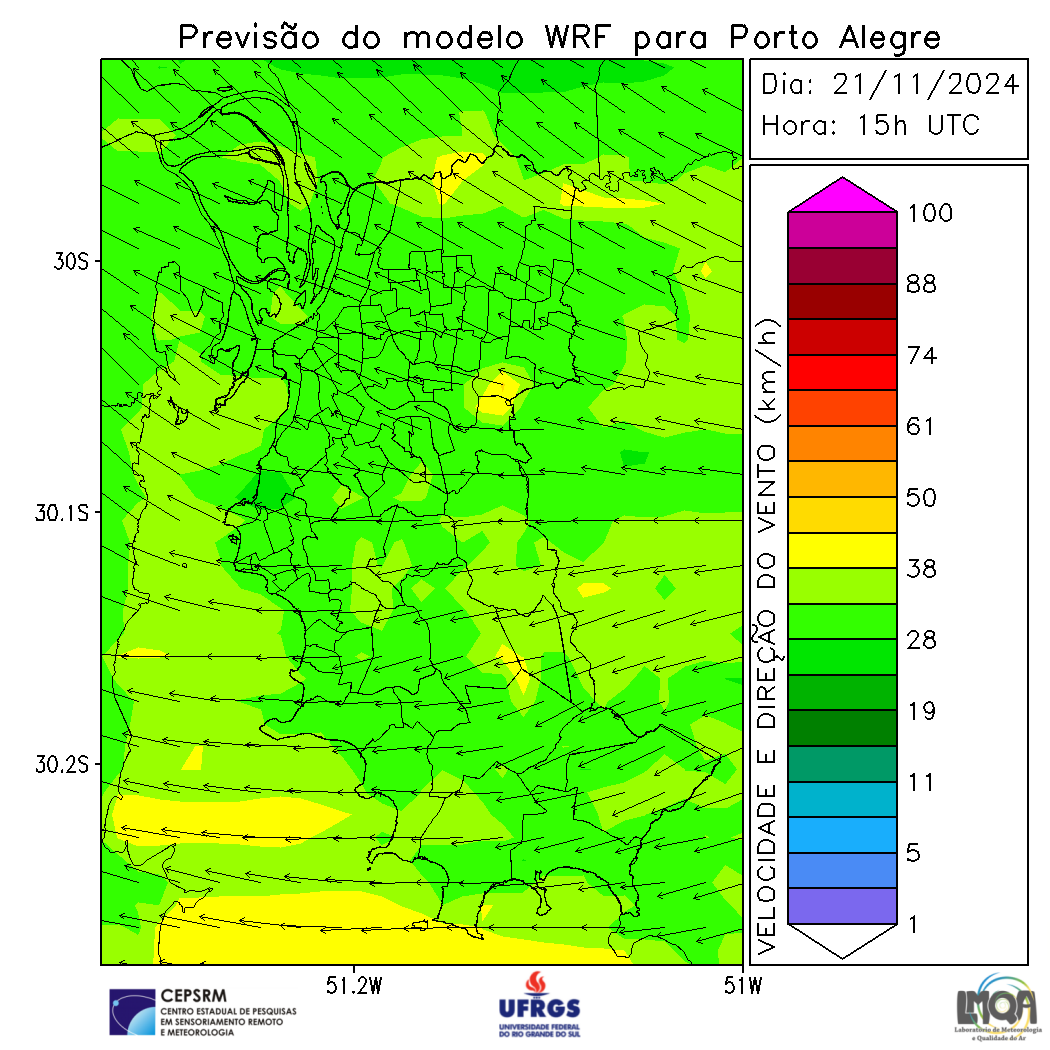 Previsão do modelo WRF para Porto Alegre
Dia: 21/11/2024
Hora: 15h UTC
30S
30.1S
30.2S
51.2W
51W
VELOCIDADE E DIREÇÃO DO VENTO (km/h)
100
88
74
61
50
38
28
19
11
5
1
CEPSRM
CENTRO ESTADUAL DE PESQUISAS
EM SENSORIAMENTO REMOTO
E METEOROLOGIA
UFRGS
UNIVERSIDADE FEDERAL
DO RIO GRANDE DO SUL
LMQA
Laboratório de Meteorologia
e Qualidade do Ar